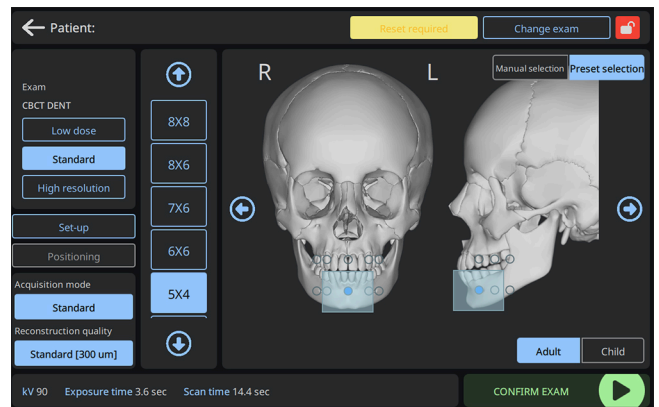 Patient:
Reset required
Change exam
Exam
CBCT DENT
Low dose
Standard
High resolution
Set-up
Positioning
Acquisition mode
Standard
Reconstruction quality
Standard [300 um]
8X8
8X6
7X6
6X6
5X4
R
L
Manual selection
Preset selection
Adult
Child
kV 90
Exposure time 3.6 sec
Scan time 14.4 sec
CONFIRM EXAM